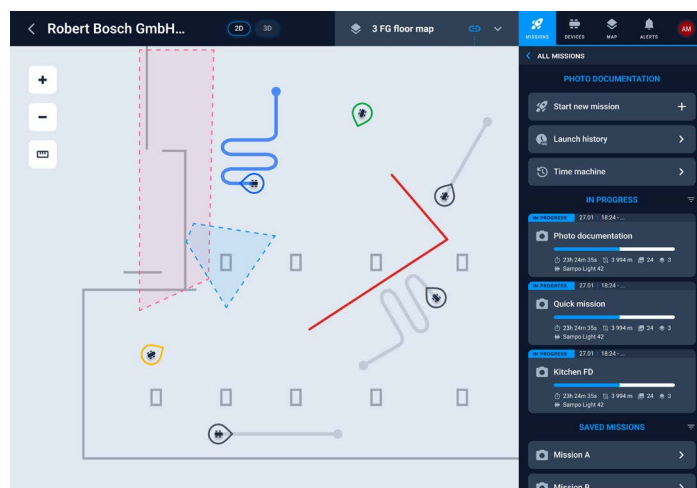 Robert Bosch GmbH...
2D
3D
3 FG floor map
MISSIONS
DEVICES
MAP
ALERTS
AM
ALL MISSIONS
PHOTO DOCUMENTATION
Start new mission
Launch history
Time machine
IN PROGRESS
IN PROGRESS 27.01 18:24 - ...
Photo documentation
23h 24m 35s 3 994 m 24 3
Sampo Light 42
IN PROGRESS 27.01 18:24 - ...
Quick mission
23h 24m 35s 3 994 m 24 3
Sampo Light 42
IN PROGRESS 27.01 18:24 - ...
Kitchen FD
23h 24m 35s 3 994 m 24 3
Sampo Light 42
SAVED MISSIONS
Mission A
Mission B